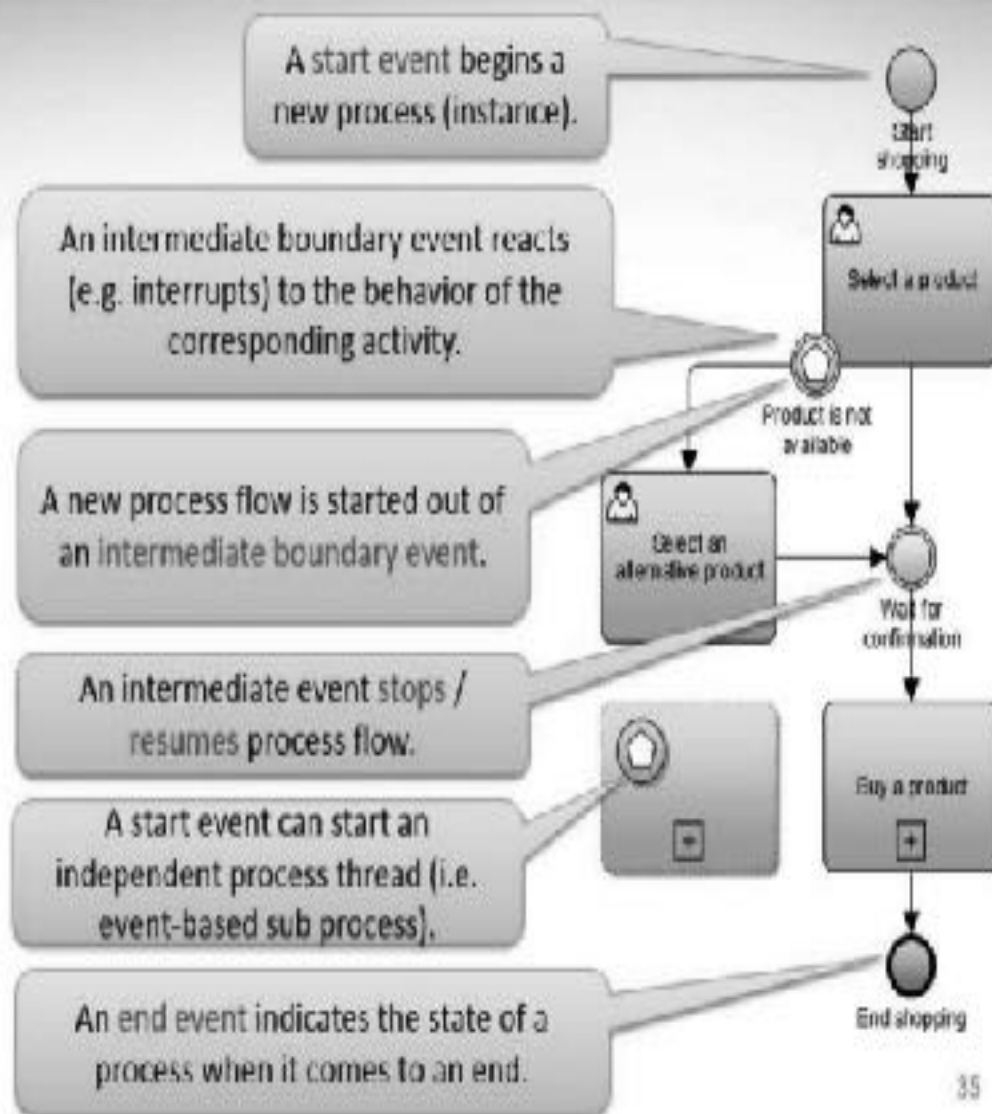 A start event begins a
new process (instance).
Start
shopping
An intermediate boundary event reacts
(e.g. interrupts) to the behavior of the
corresponding activity.
Select a product
Product is not
available
A new process flow is started out of
an intermediate boundary event.
Select an
alternative product
Wait for
confirmation
An intermediate event stops /
resumes process flow.
Buy a product
A start event can start an
independent process thread (i.e.
event-based sub process).
An end event indicates the state of a
process when it comes to an end.
End shopping
35